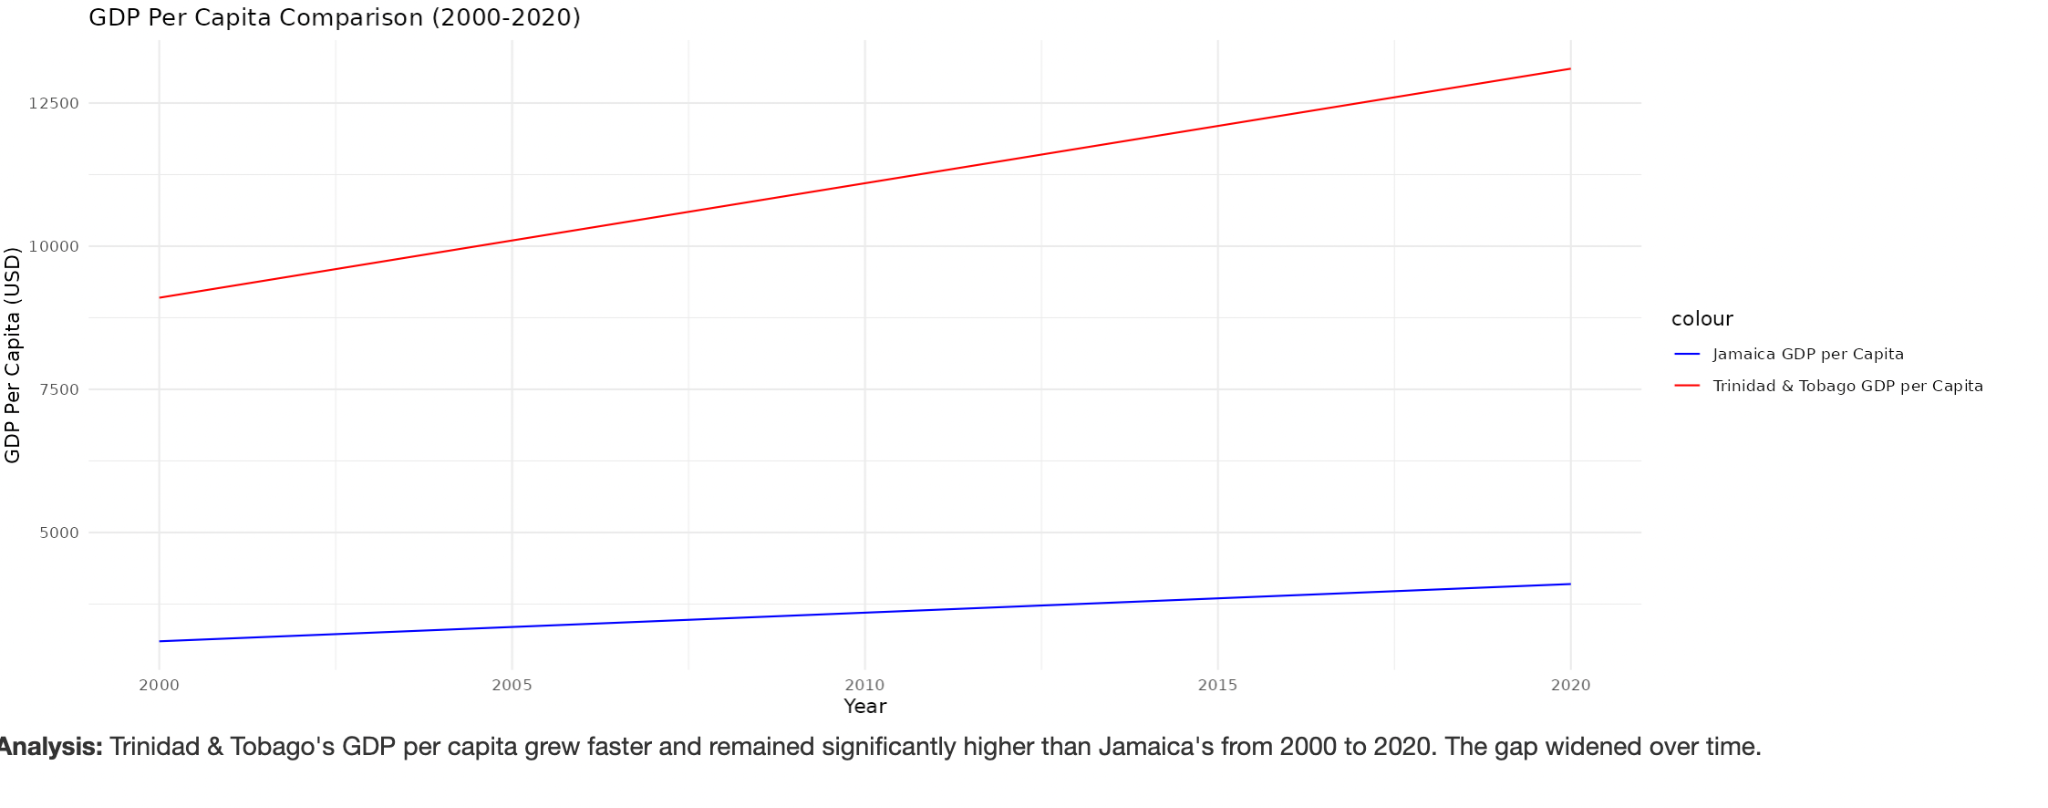 GDP Per Capita Comparison (2000-2020)
12500
10000
7500
5000
GDP Per Capita (USD)
2000 2005 2010 2015 2020
Year
colour
Jamaica GDP per Capita
Trinidad & Tobago GDP per Capita
Analysis: Trinidad & Tobago's GDP per capita grew faster and remained significantly higher than Jamaica's from 2000 to 2020. The gap widened over time.